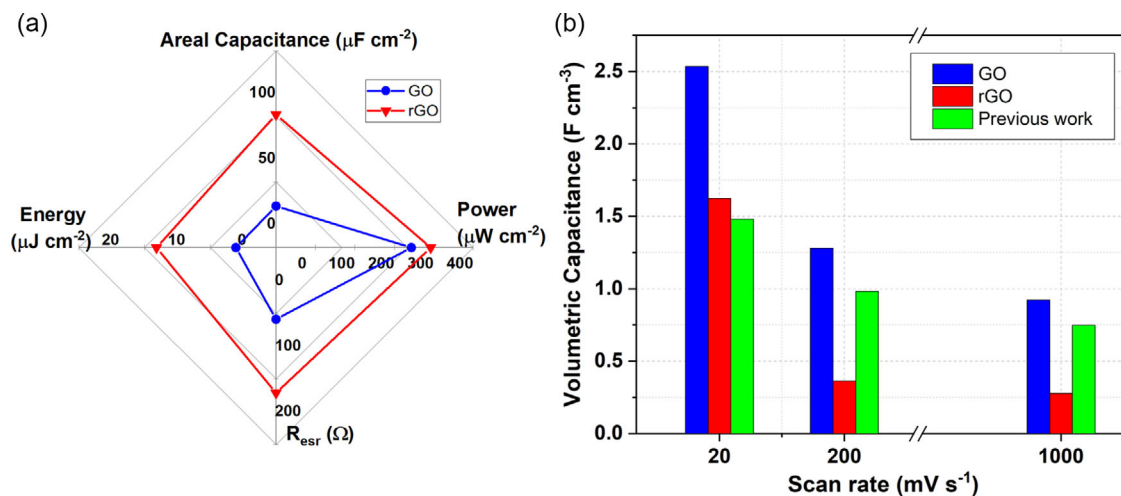 (a)
Areal Capacitance (μF cm⁻²)
GO
rGO
100
50
0
Energy
(μJ cm⁻²)
20
10
0
Power
(μW cm⁻²)
0
100
200
300
400
0
100
200
Resr (Ω)
(b)
Volumetric Capacitance (F cm⁻³)
2.5
2.0
1.5
1.0
0.5
0.0
GO
rGO
Previous work
20
200
1000
Scan rate (mV s⁻¹)